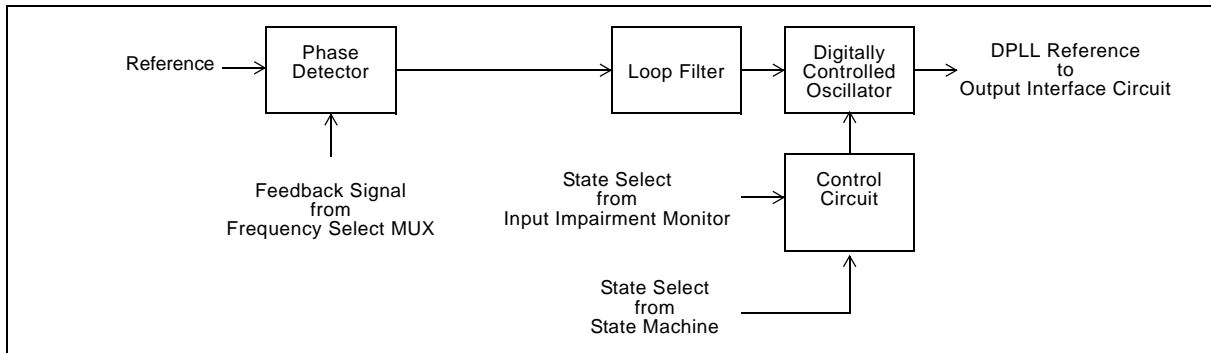 Reference
Phase
Detector
Loop Filter
Digitally
Controlled
Oscillator
DPLL Reference
to
Output Interface Circuit
Feedback Signal
from
Frequency Select MUX
State Select
from
Input Impairment Monitor
Control
Circuit
State Select
from
State Machine